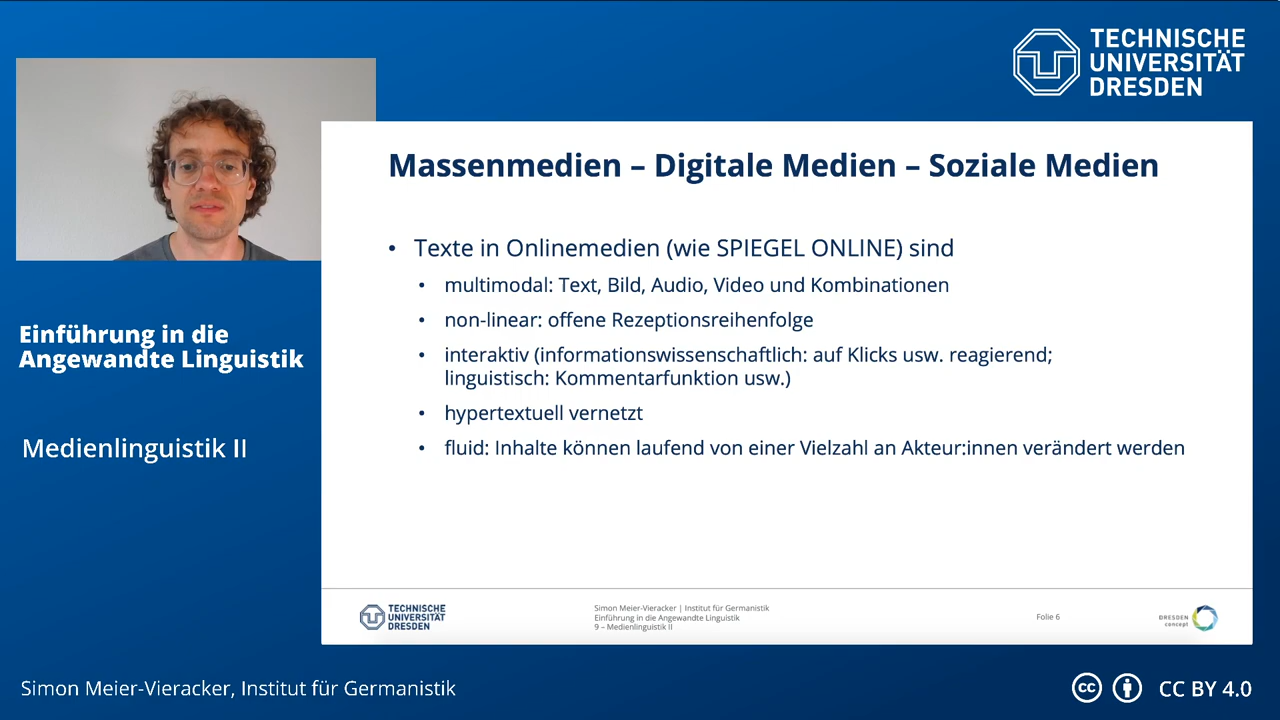 TECHNISCHE
UNIVERSITÄT
DRESDEN
Massenmedien – Digitale Medien – Soziale Medien
• Texte in Onlinemedien (wie SPIEGEL ONLINE) sind
• multimodal: Text, Bild, Audio, Video und Kombinationen
• non-linear: offene Rezeptionsreihenfolge
• interaktiv (informationswissenschaftlich: auf Klicks usw. reagierend;
linguistisch: Kommentarfunktion usw.)
• hypertextuell vernetzt
• fluid: Inhalte können laufend von einer Vielzahl an Akteur:innen verändert werden
Einführung in die
Angewandte Linguistik
Medienlinguistik II
TECHNISCHE
UNIVERSITÄT
DRESDEN
Simon Meier-Vieracker | Institut für Germanistik
Einführung in die Angewandte Linguistik
9 – Medienlinguistik II
Folie 6
DRESDEN
concept
Simon Meier-Vieracker, Institut für Germanistik
cc CC BY 4.0